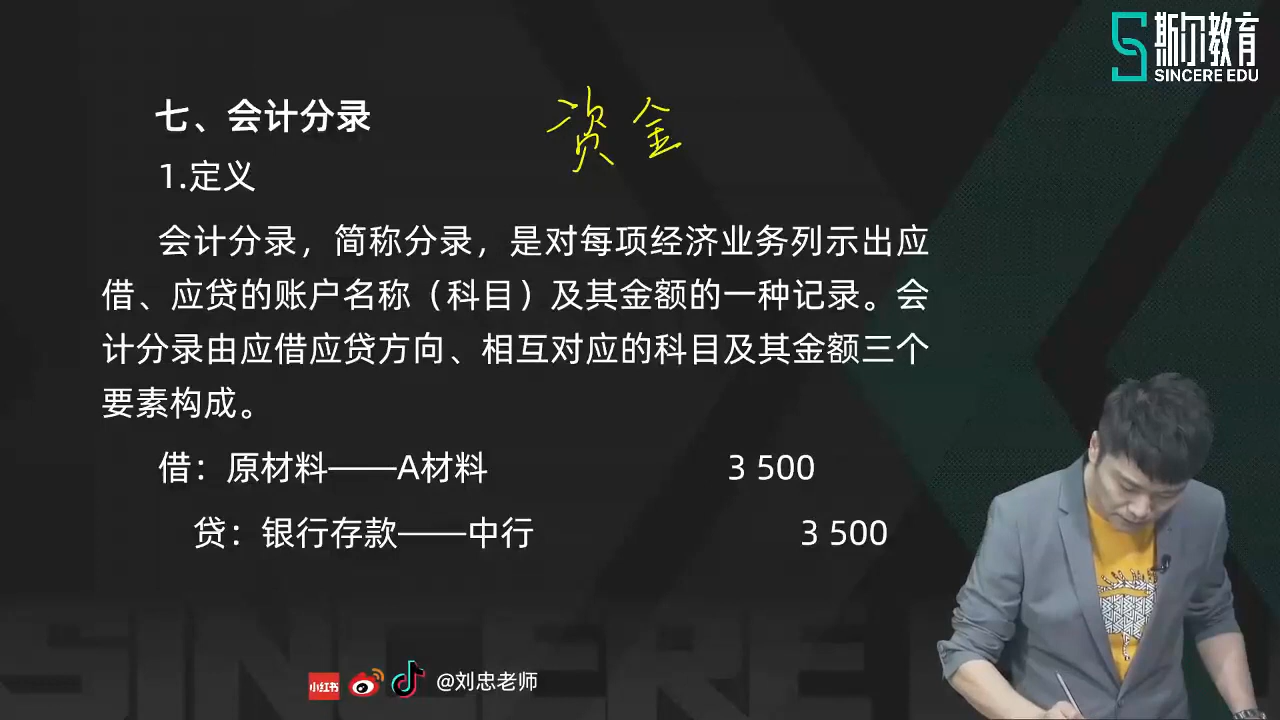 斯尔教育
SINCERE EDU
七、会计分录
资金
1.定义
会计分录，简称分录，是对每项经济业务列示出应
借、应贷的账户名称（科目）及其金额的一种记录。会
计分录由应借应贷方向、相互对应的科目及其金额三个
要素构成。
借：原材料——A材料 3 500
贷：银行存款——中行 3 500
SINCERE E
小红书 @刘忠老师